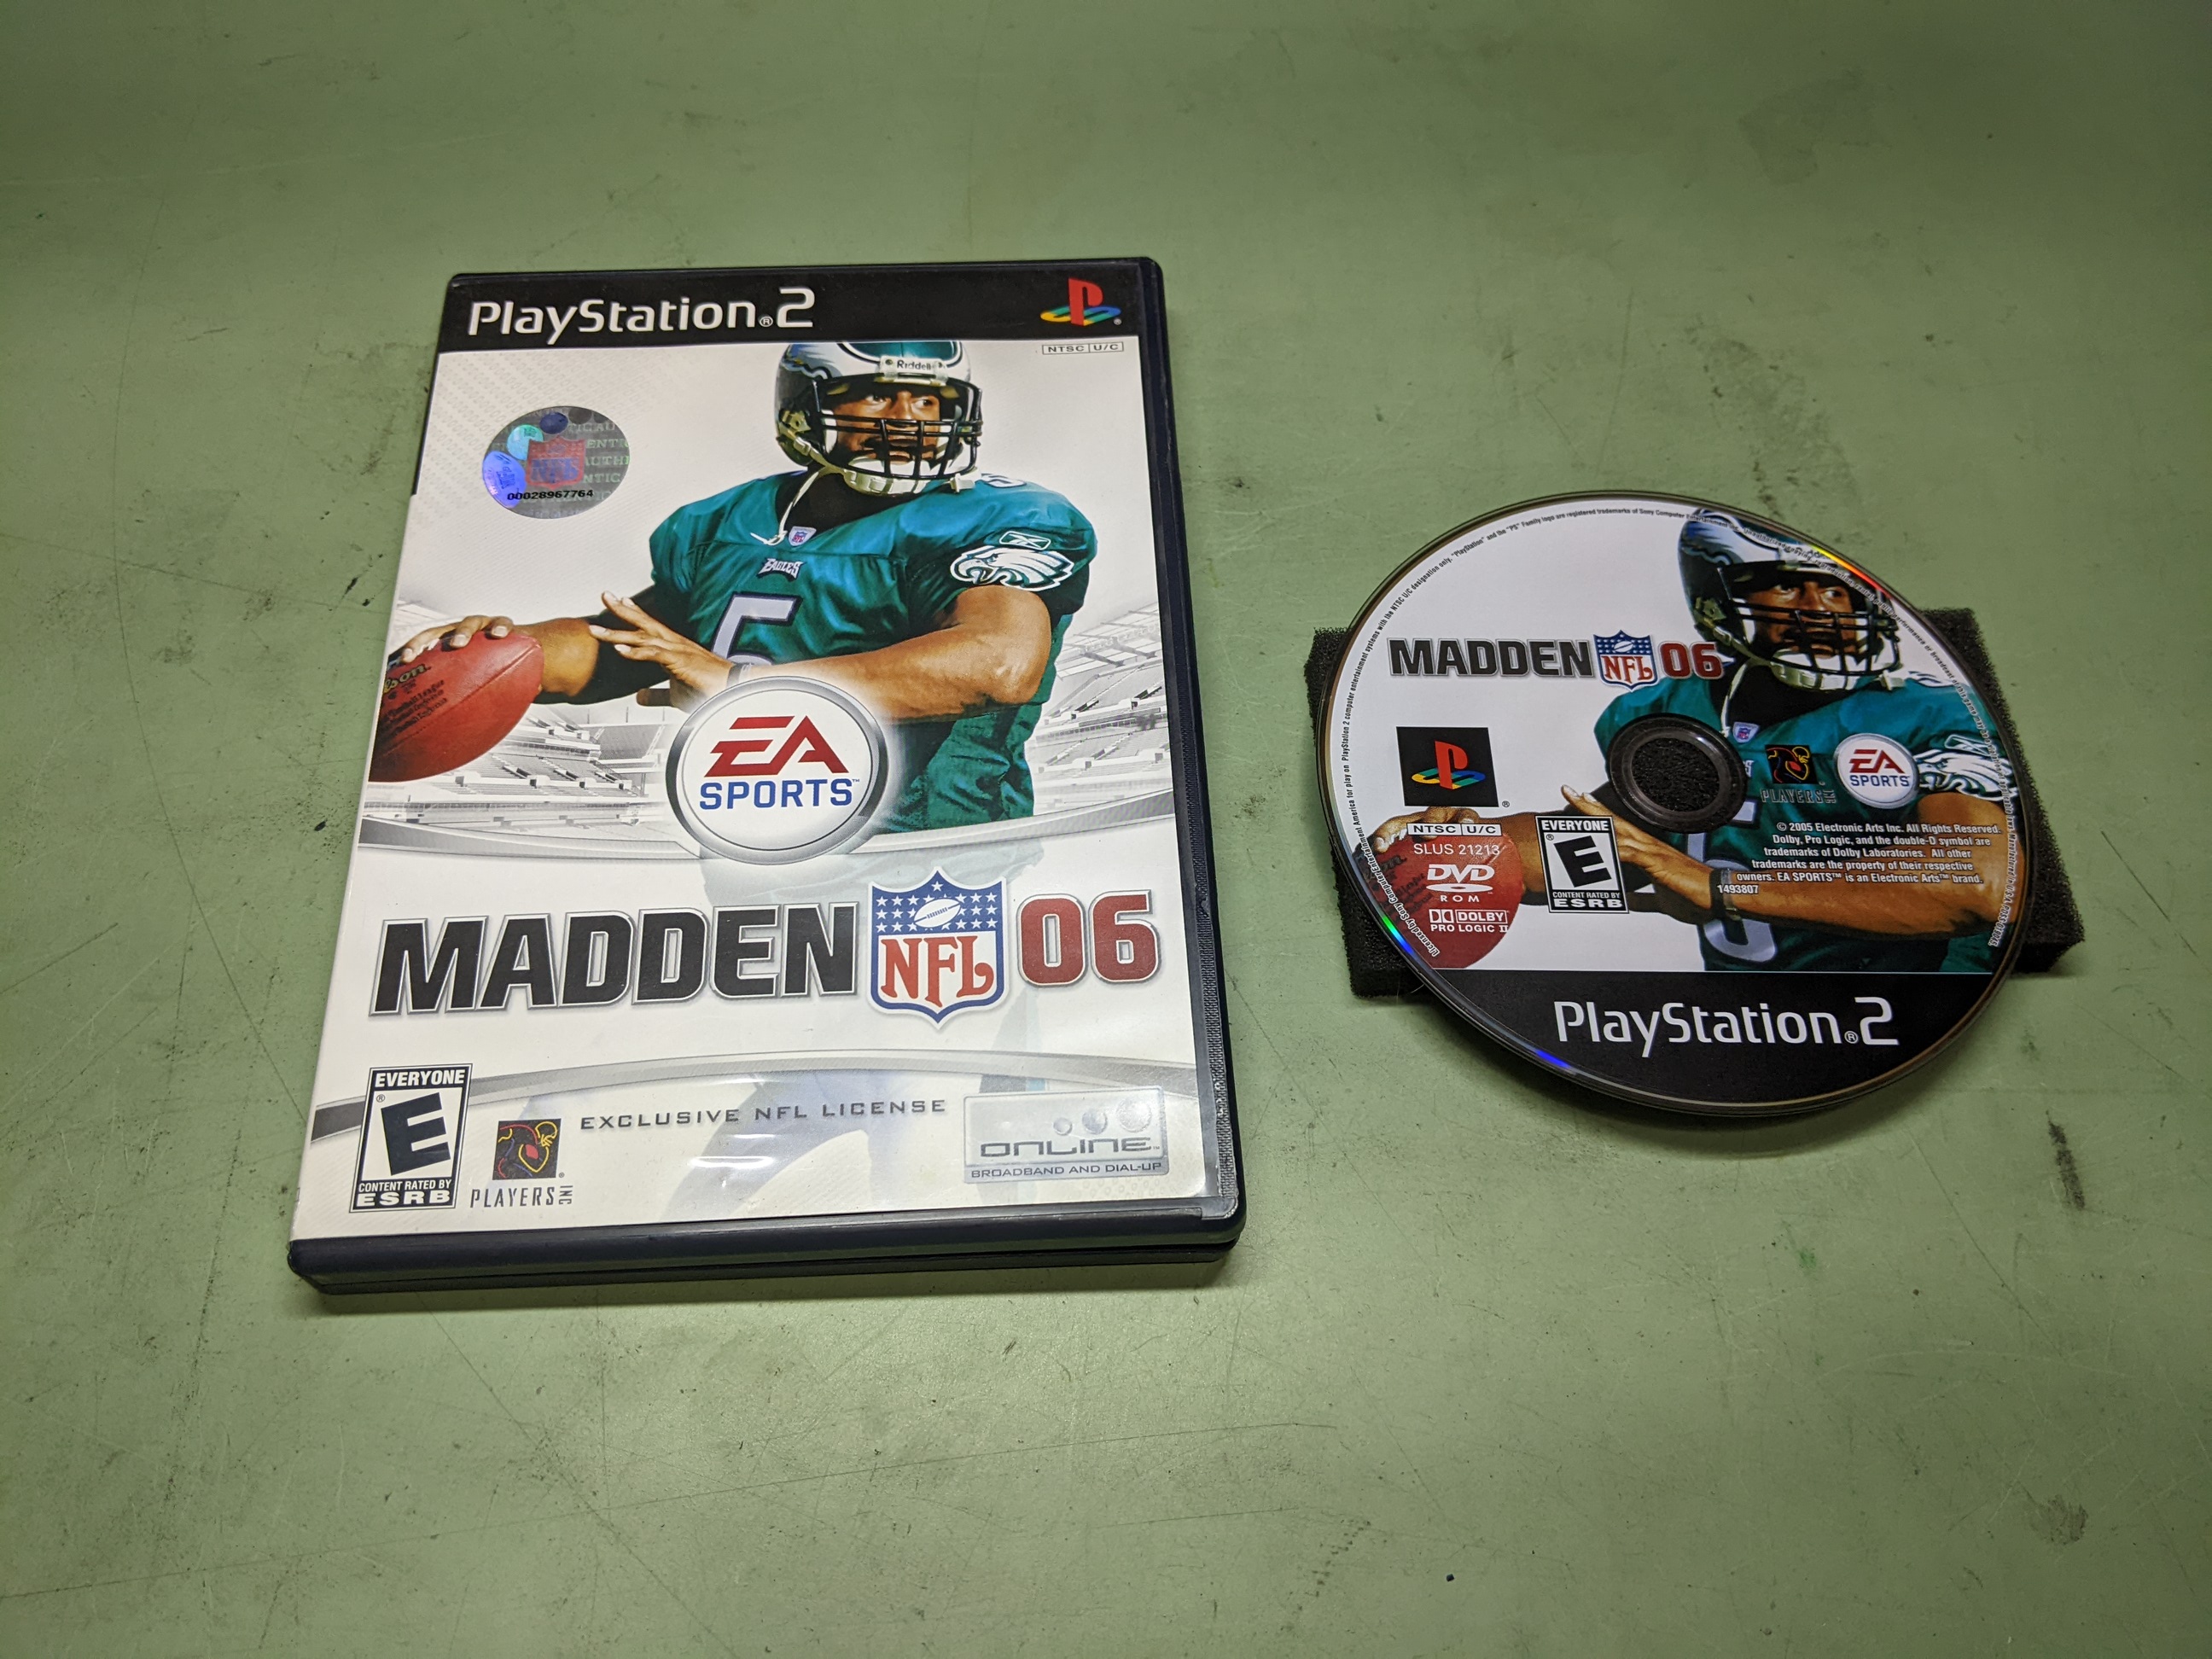 PlayStation®2
NTSC U/C
Riddell
00028967764
EAGLES
5
EA
SPORTS™
MADDEN NFL 06
EVERYONE
E
CONTENT RATED BY
ESRB
PLAYERS INC
EXCLUSIVE NFL LICENSE
ONLINE
BROADBAND AND DIAL-UP
MADDEN NFL 06
PLAYERS INC
EA
SPORTS
NTSC U/C
SLUS 21213
DVD
ROM
DOLBY
PRO LOGIC II
EVERYONE
E
CONTENT RATED BY
ESRB
© 2005 Electronic Arts Inc. All Rights Reserved.
Dolby, Pro Logic, and the double-D symbol are
trademarks of Dolby Laboratories. All other
trademarks are the property of their respective
owners. EA SPORTS™ is an Electronic Arts™ brand.
1493807
PlayStation®2